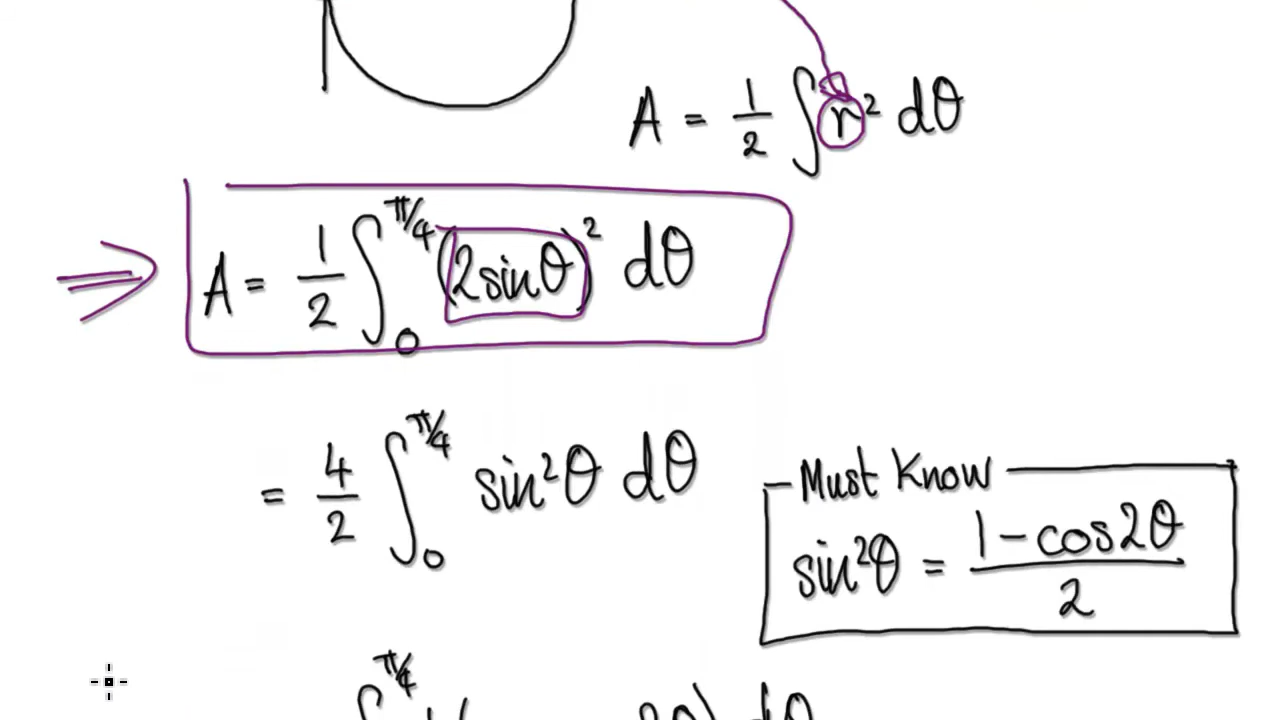 A = 1/2 ∫ r² dθ
A = 1/2 ∫₀^π/4 (2sinθ)² dθ
= 4/2 ∫₀^π/4 sin²θ dθ
Must Know
sin²θ = 1 - cos2θ / 2
π/4